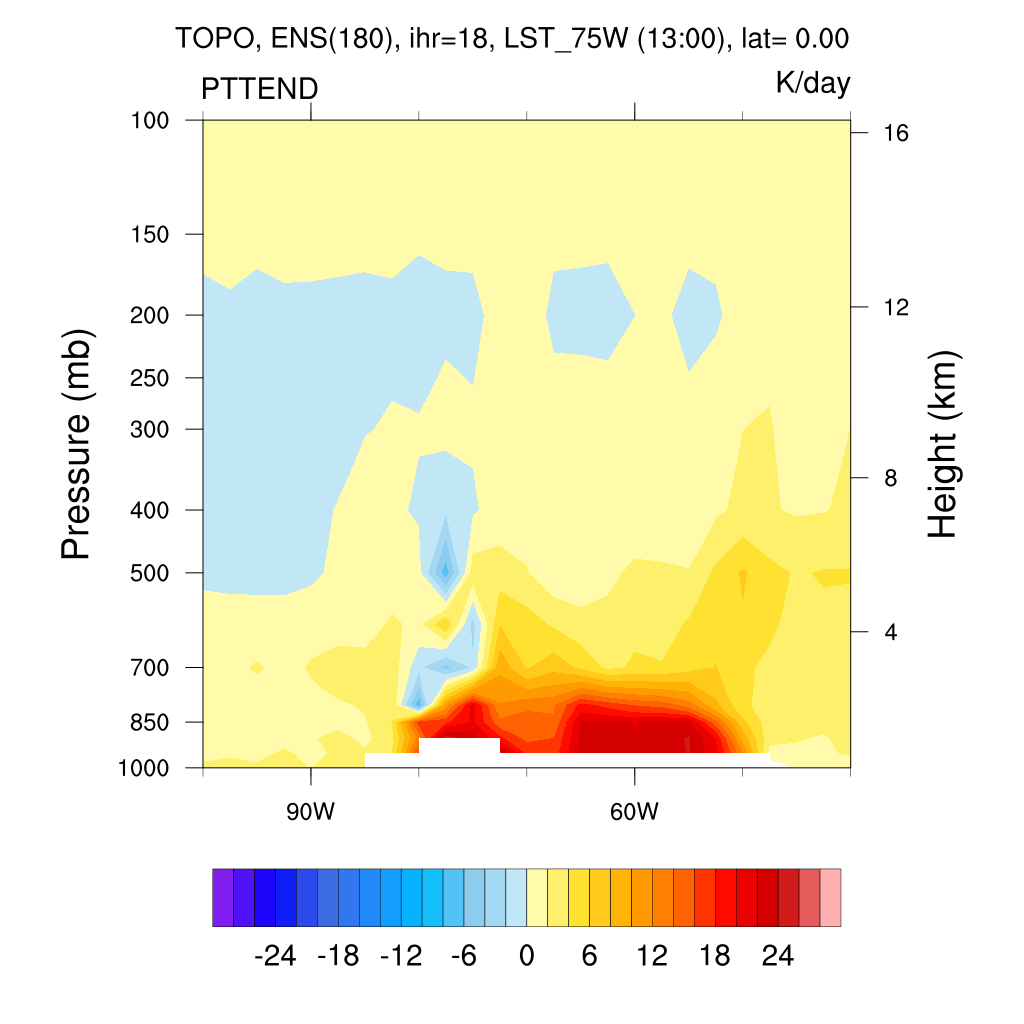 TOPO, ENS(180), ihr=18, LST_75W (13:00), lat= 0.00
PTTEND
K/day
100
150
200
250
300
400
500
700
850
1000
Pressure (mb)
16
12
8
4
Height (km)
90W
60W
-24 -18 -12 -6 0 6 12 18 24